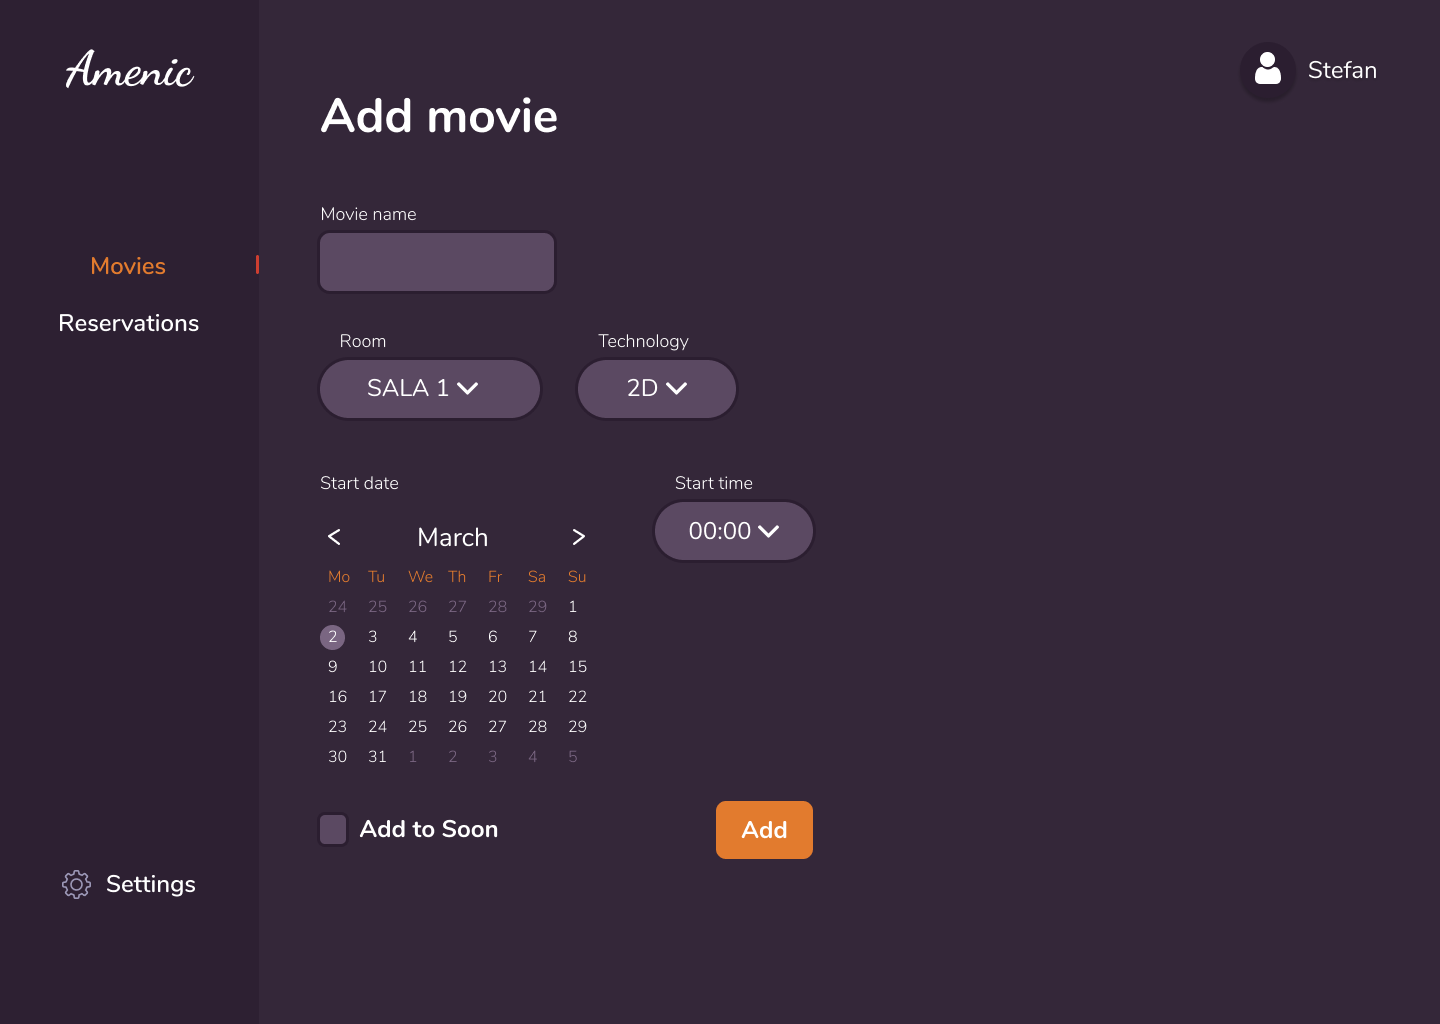 Amenic
Stefan
Add movie
Movie name
Movies
Reservations
Room
Technology
SALA 1
2D
Start date
Start time
March
00:00
Mo Tu We Th Fr Sa Su
24 25 26 27 28 29 1
2 3 4 5 6 7 8
9 10 11 12 13 14 15
16 17 18 19 20 21 22
23 24 25 26 27 28 29
30 31 1 2 3 4 5
Add to Soon
Add
Settings